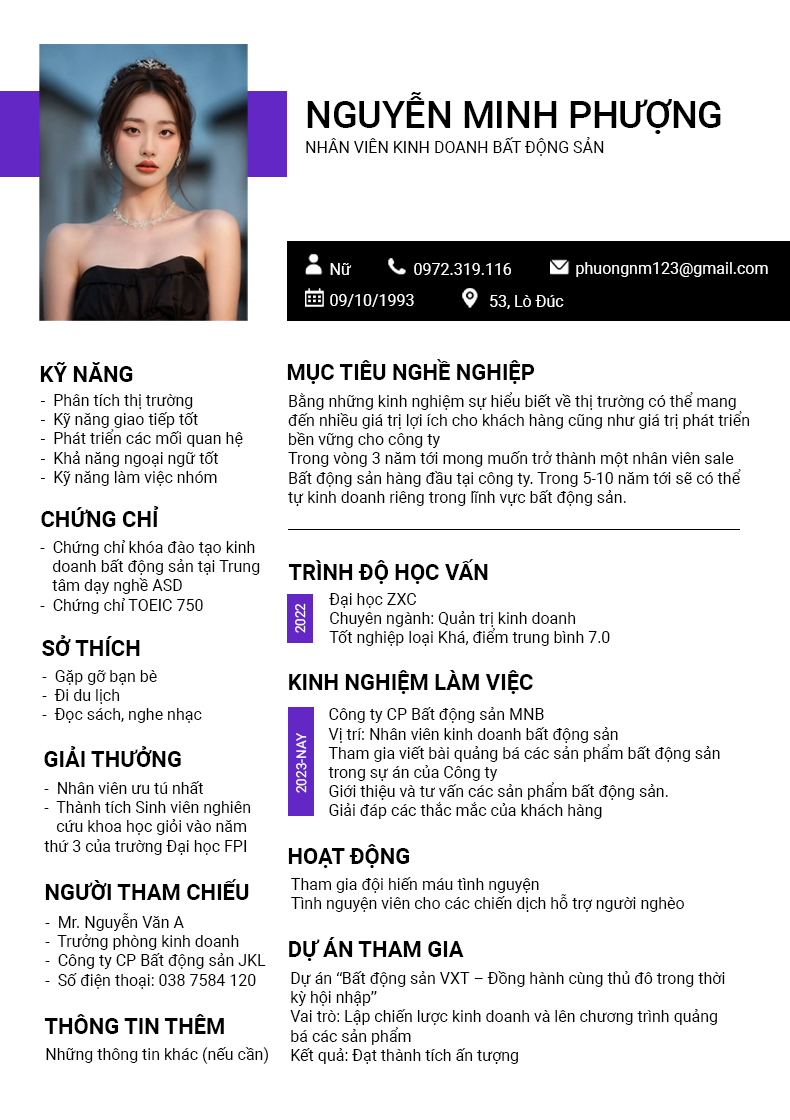 NGUYỄN MINH PHƯỢNG
NHÂN VIÊN KINH DOANH BẤT ĐỘNG SẢN
Nữ
0972.319.116
phuongnm123@gmail.com
09/10/1993
53, Lò Đúc
KỸ NĂNG
- Phân tích thị trường
- Kỹ năng giao tiếp tốt
- Phát triển các mối quan hệ
- Khả năng ngoại ngữ tốt
- Kỹ năng làm việc nhóm
CHỨNG CHỈ
- Chứng chỉ khóa đào tạo kinh
doanh bất động sản tại Trung
tâm dạy nghề ASD
- Chứng chỉ TOEIC 750
SỞ THÍCH
- Gặp gỡ bạn bè
- Đi du lịch
- Đọc sách, nghe nhạc
GIẢI THƯỞNG
- Nhân viên ưu tú nhất
- Thành tích Sinh viên nghiên
cứu khoa học giỏi vào năm
thứ 3 của trường Đại học FPI
NGƯỜI THAM CHIẾU
- Mr. Nguyễn Văn A
- Trưởng phòng kinh doanh
- Công ty CP Bất động sản JKL
- Số điện thoại: 038 7584 120
THÔNG TIN THÊM
Những thông tin khác (nếu cần)
MỤC TIÊU NGHỀ NGHIỆP
Bằng những kinh nghiệm sự hiểu biết về thị trường có thể mang
đến nhiều giá trị lợi ích cho khách hàng cũng như giá trị phát triển
bền vững cho công ty
Trong vòng 3 năm tới mong muốn trở thành một nhân viên sale
Bất động sản hàng đầu tại công ty. Trong 5-10 năm tới sẽ có thể
tự kinh doanh riêng trong lĩnh vực bất động sản.
TRÌNH ĐỘ HỌC VẤN
2022
Đại học ZXC
Chuyên ngành: Quản trị kinh doanh
Tốt nghiệp loại Khá, điểm trung bình 7.0
KINH NGHIỆM LÀM VIỆC
2023-NAY
Công ty CP Bất động sản MNB
Vị trí: Nhân viên kinh doanh bất động sản
Tham gia viết bài quảng bá các sản phẩm bất động sản
trong sự án của Công ty
Giới thiệu và tư vấn các sản phẩm bất động sản.
Giải đáp các thắc mắc của khách hàng
HOẠT ĐỘNG
Tham gia đội hiến máu tình nguyện
Tình nguyện viên cho các chiến dịch hỗ trợ người nghèo
DỰ ÁN THAM GIA
Dự án “Bất động sản VXT – Đồng hành cùng thủ đô trong thời
kỳ hội nhập”
Vai trò: Lập chiến lược kinh doanh và lên chương trình quảng
bá các sản phẩm
Kết quả: Đạt thành tích ấn tượng